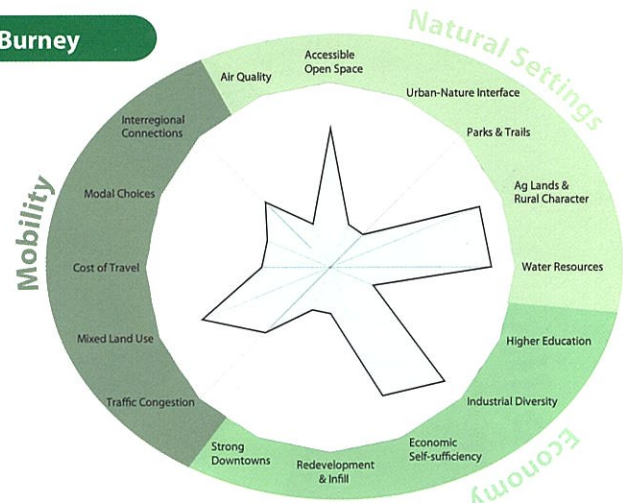 Burney
Natural Settings
Accessible
Open Space
Air Quality
Urban-Nature Interface
Parks & Trails
Ag Lands &
Rural Character
Water Resources
Higher Education
Industrial Diversity
Economic
Self-sufficiency
Economy
Redevelopment
& Infill
Strong
Downtowns
Traffic Congestion
Mixed Land Use
Cost of Travel
Modal Choices
Interregional
Connections
Mobility